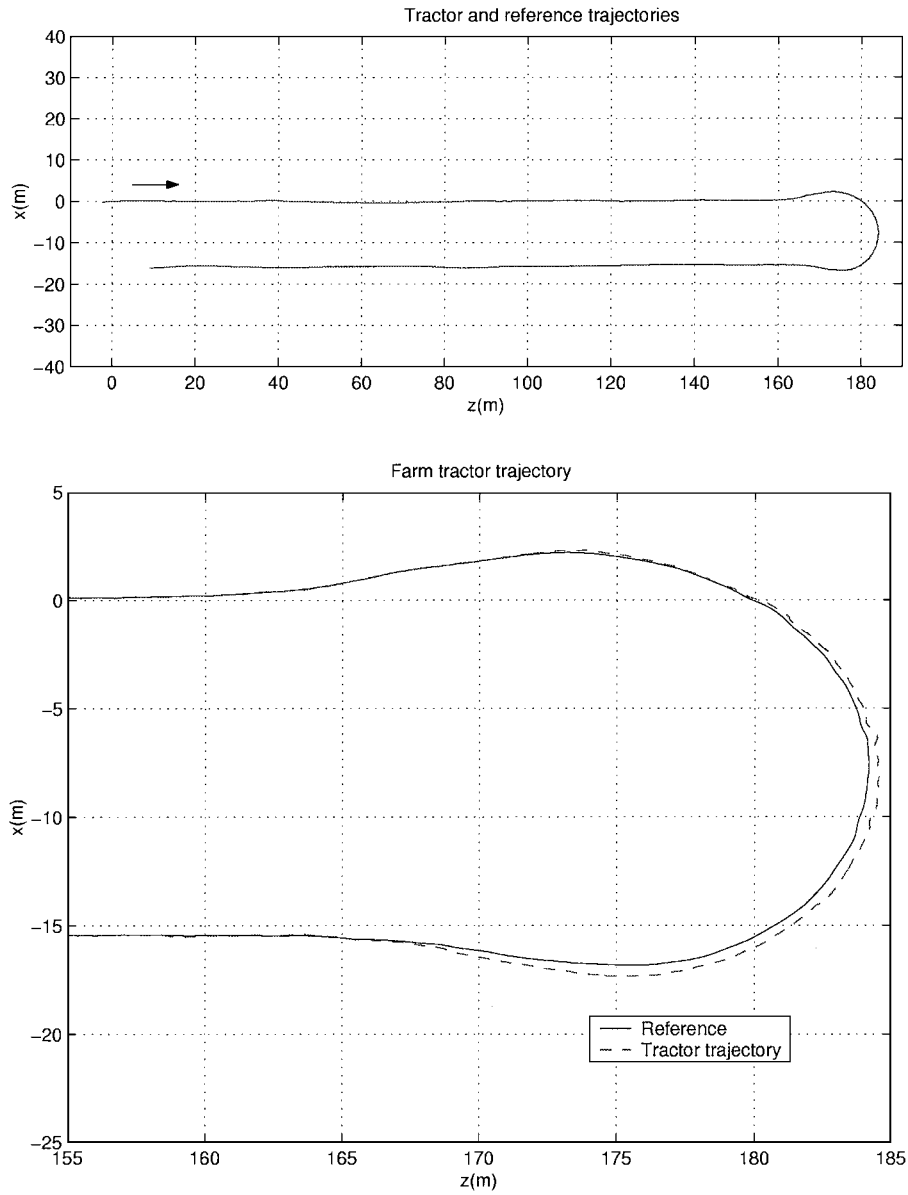 Tractor and reference trajectories
40
30
20
10
0
−10
−20
−30
−40
x(m)
0 20 40 60 80 100 120 140 160 180
z(m)
Farm tractor trajectory
5
0
−5
−10
−15
−20
−25
x(m)
Reference
Tractor trajectory
155 160 165 170 175 180 185
z(m)